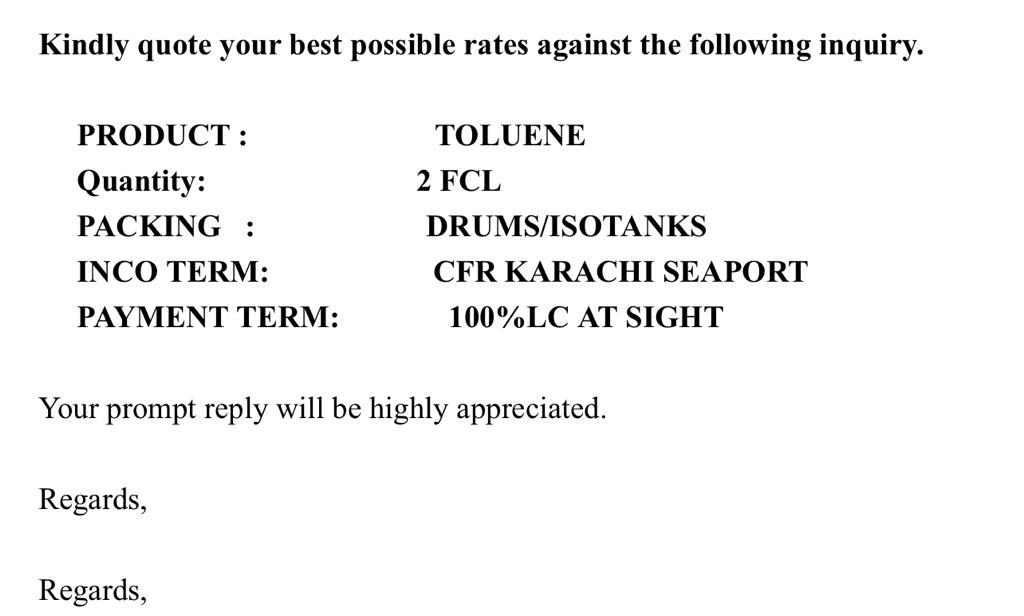 Kindly quote your best possible rates against the following inquiry.
PRODUCT : TOLUENE
Quantity: 2 FCL
PACKING : DRUMS/ISOTANKS
INCO TERM: CFR KARACHI SEAPORT
PAYMENT TERM: 100%LC AT SIGHT
Your prompt reply will be highly appreciated.
Regards,
Regards,